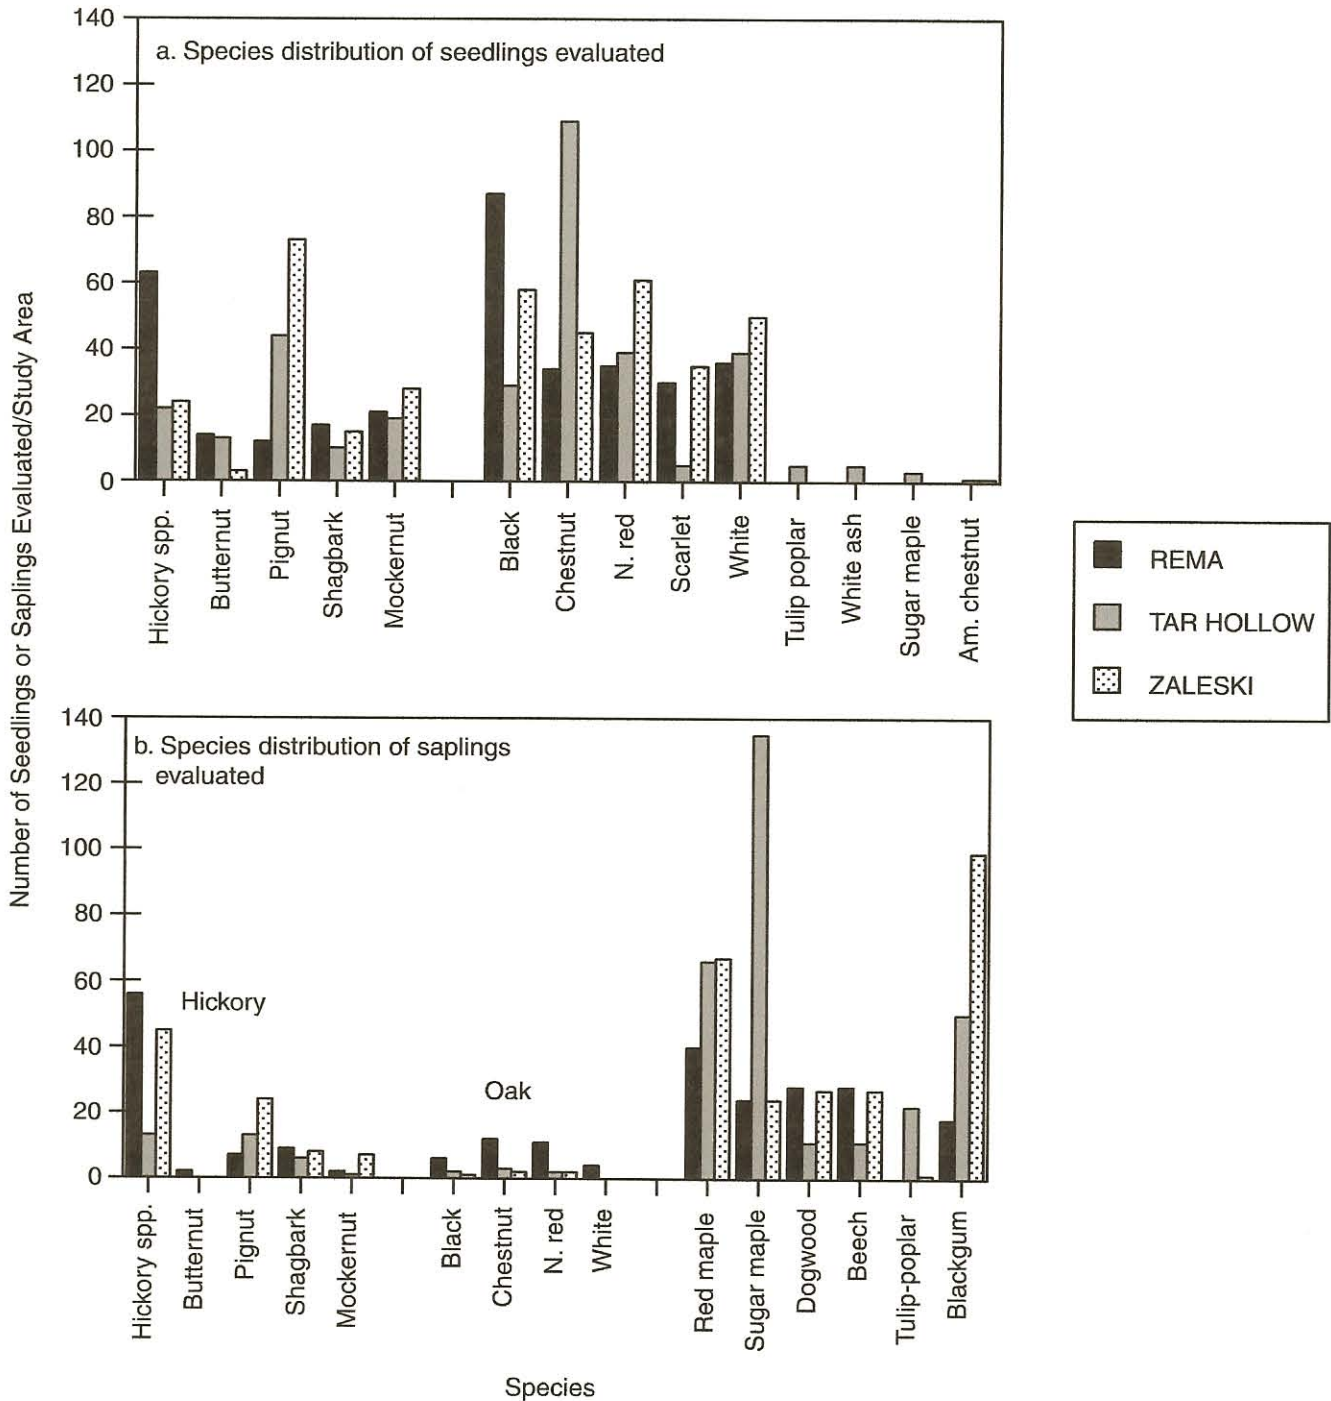 Number of Seedlings or Saplings Evaluated/Study Area
a. Species distribution of seedlings evaluated
140
120
100
80
60
40
20
0
Hickory spp.
Butternut
Pignut
Shagbark
Mockernut
Black
Chestnut
N. red
Scarlet
White
Tulip poplar
White ash
Sugar maple
Am. chestnut
REMA
TAR HOLLOW
ZALESKI
b. Species distribution of saplings
evaluated
140
120
100
80
60
40
20
0
Hickory
Oak
Hickory spp.
Butternut
Pignut
Shagbark
Mockernut
Black
Chestnut
N. red
White
Red maple
Sugar maple
Dogwood
Beech
Tulip-poplar
Blackgum
Species